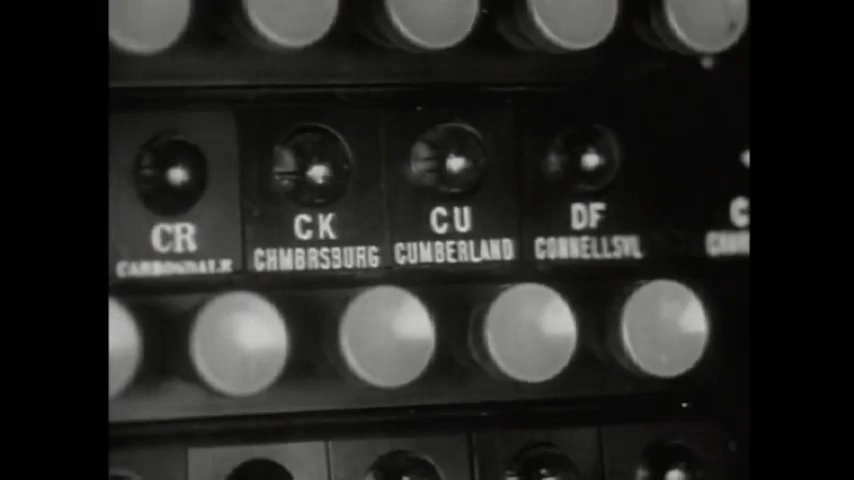 CR
CARBONDALE
CK
CHMBRSBURG
CU
CUMBERLAND
DF
CONNELLSVL